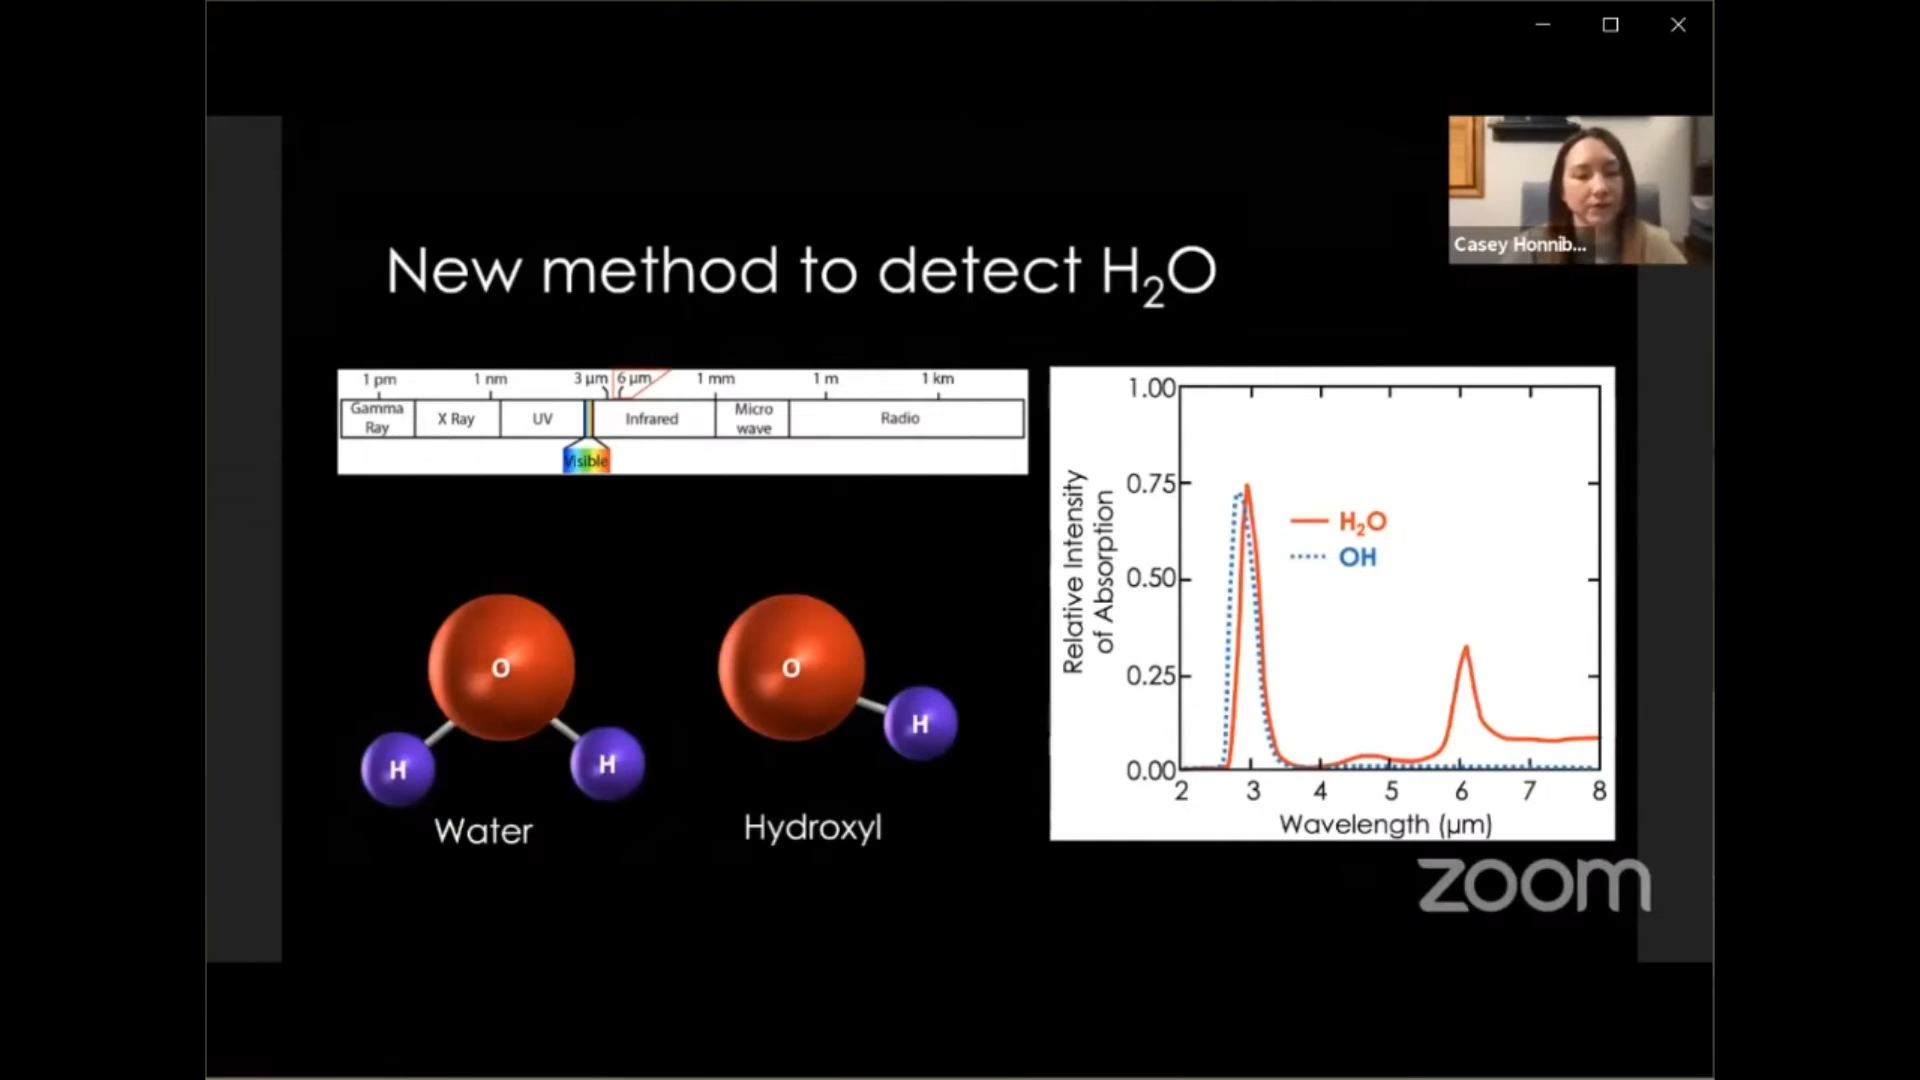 Casey Honnib...
New method to detect H₂O
1 pm 1 nm 3 µm 6 µm 1 mm 1 m 1 km
Gamma Ray X Ray UV Infrared Micro wave Radio
Visible
O
H H
Water
O
H
Hydroxyl
Relative Intensity
of Absorption
1.00
0.75
0.50
0.25
0.00
H₂O
OH
2 3 4 5 6 7 8
Wavelength (µm)
zoom